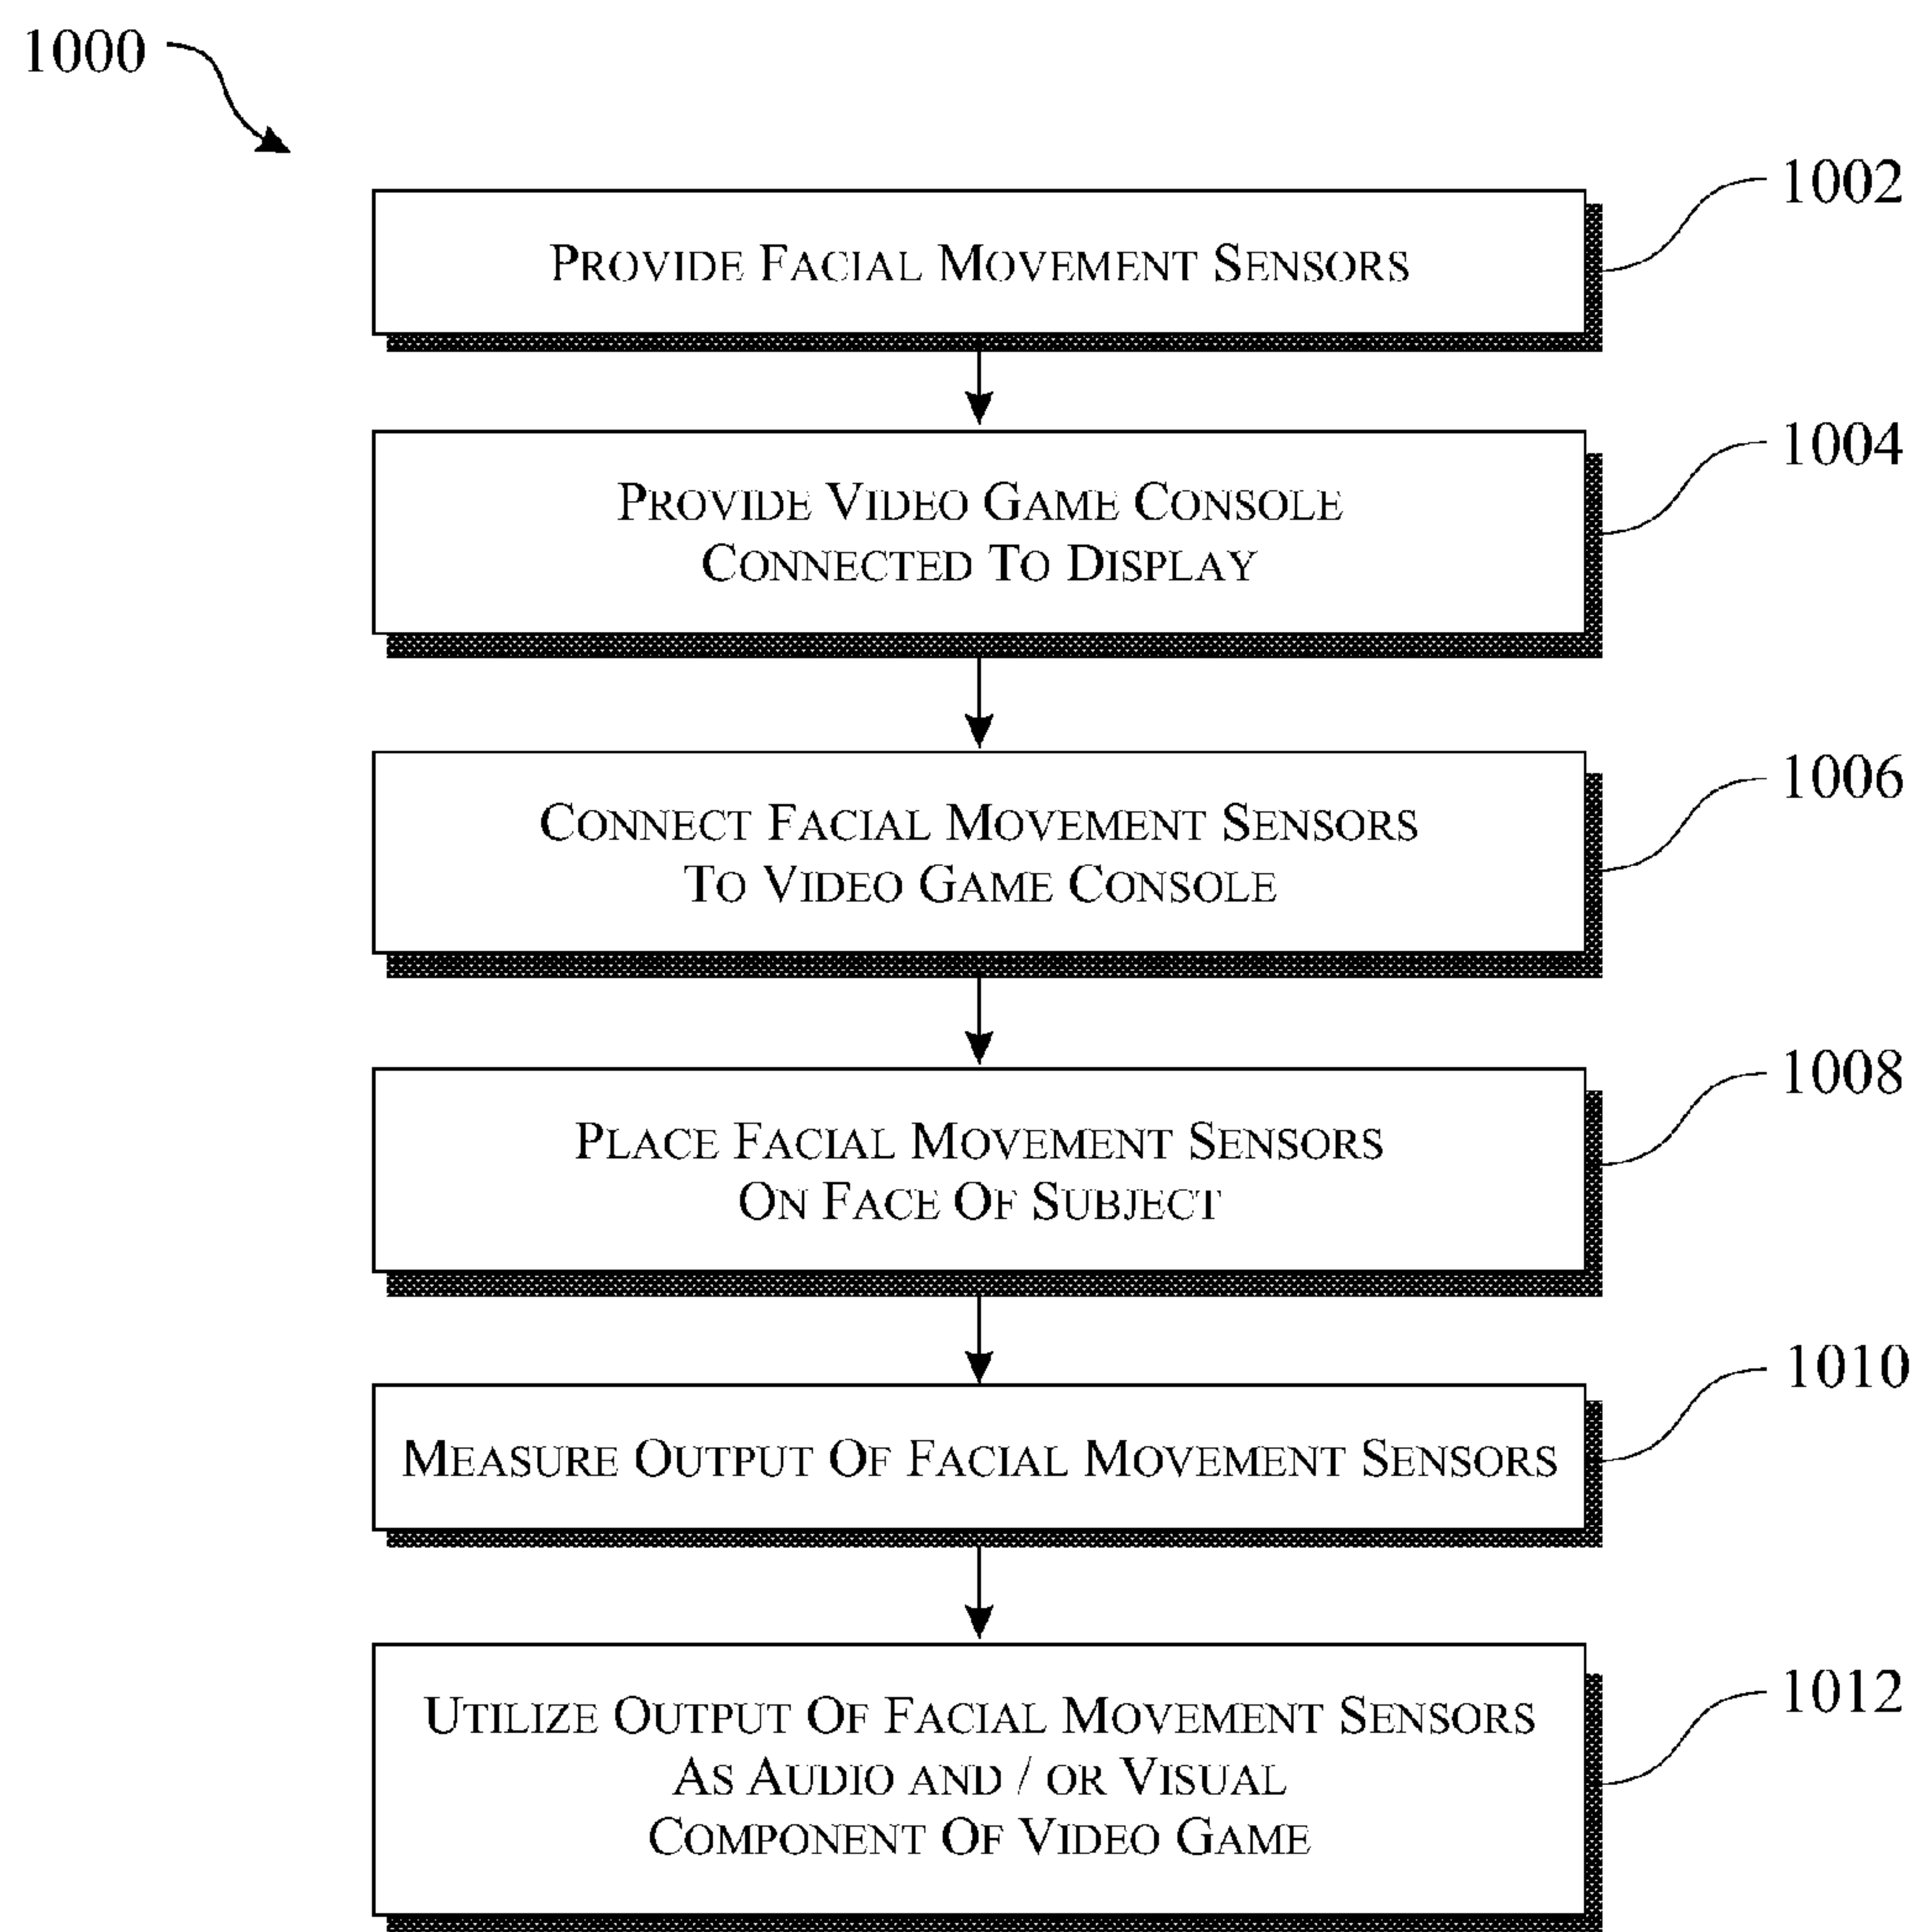 1000
1002
PROVIDE FACIAL MOVEMENT SENSORS
1004
PROVIDE VIDEO GAME CONSOLE
CONNECTED TO DISPLAY
1006
CONNECT FACIAL MOVEMENT SENSORS
TO VIDEO GAME CONSOLE
1008
PLACE FACIAL MOVEMENT SENSORS
ON FACE OF SUBJECT
1010
MEASURE OUTPUT OF FACIAL MOVEMENT SENSORS
1012
UTILIZE OUTPUT OF FACIAL MOVEMENT SENSORS
AS AUDIO AND / OR VISUAL
COMPONENT OF VIDEO GAME